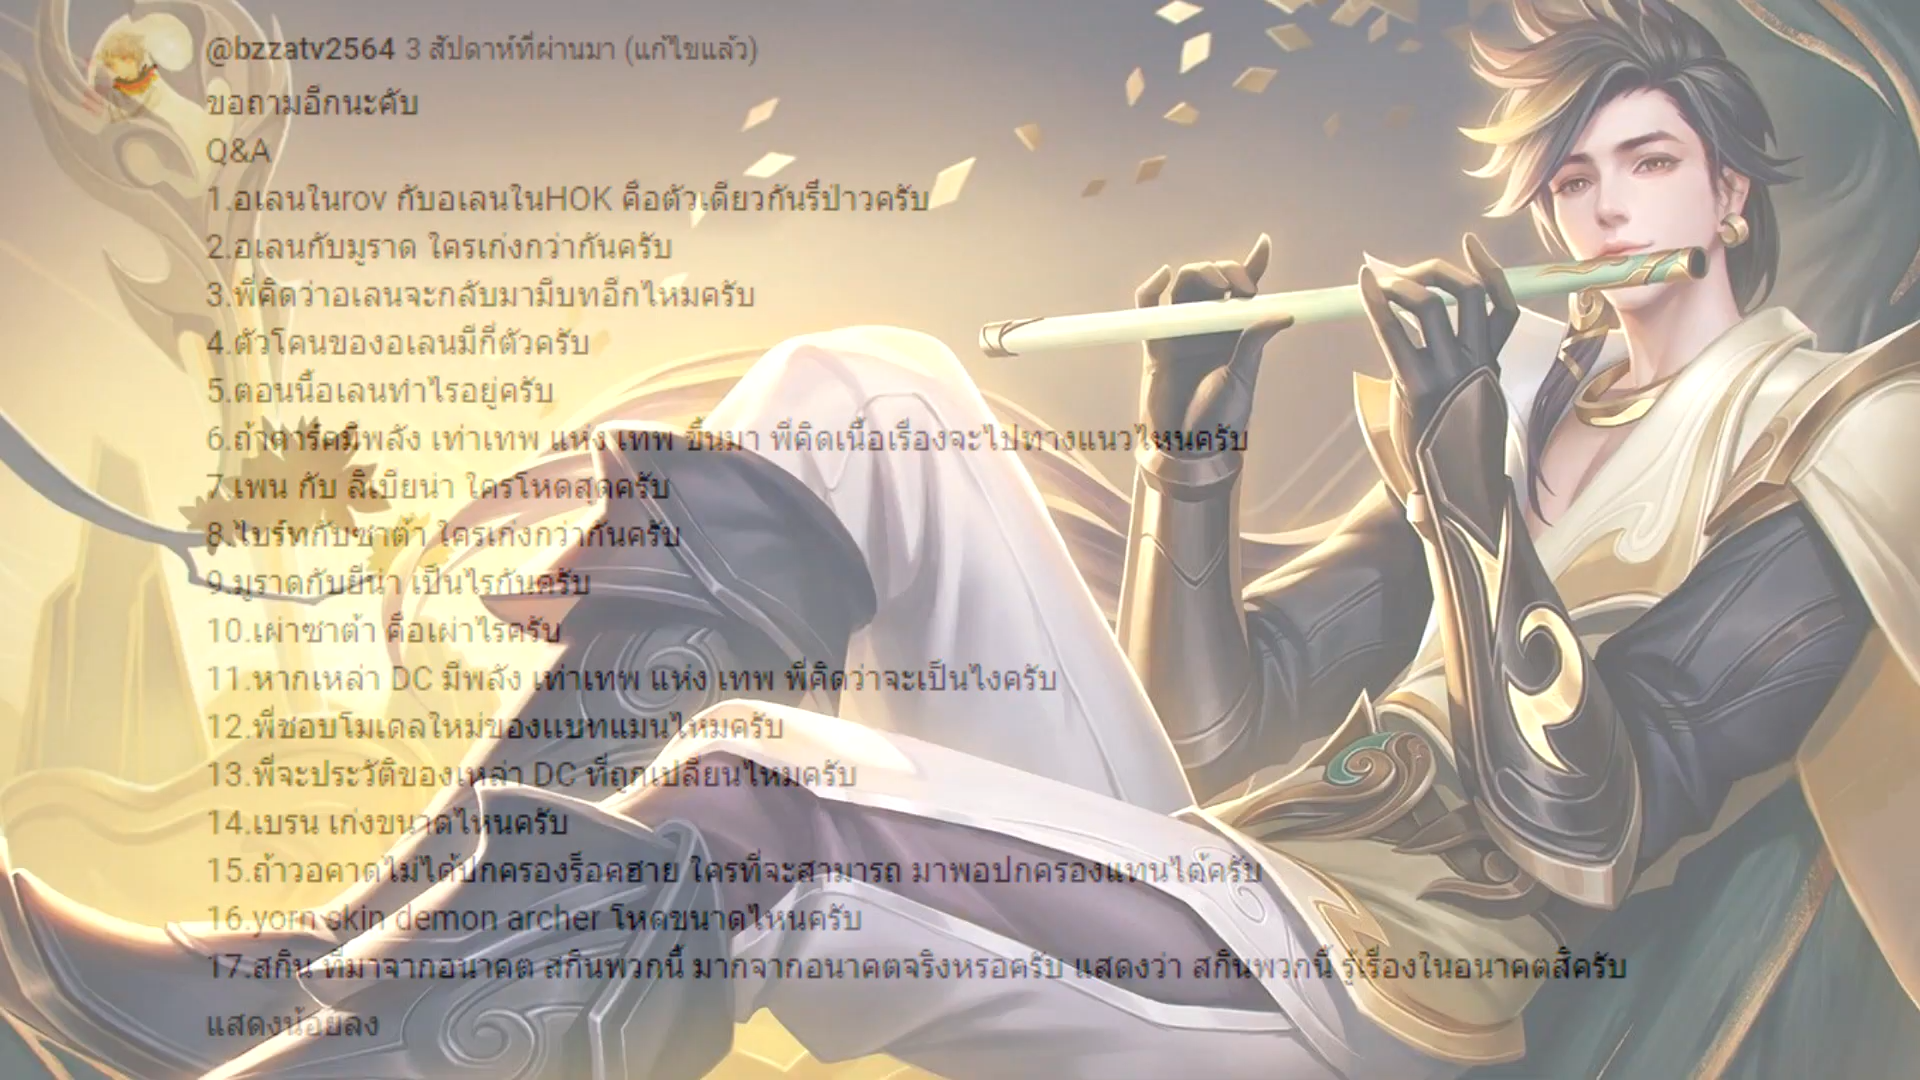 @bzzatv2564 3 สัปดาห์ที่ผ่านมา (แก้ไขแล้ว)
ขอถามอีกนะคับ
Q&A
1.อเลนในrov กับอเลนในHOK คือตัวเดียวกันรึป่าวครับ
2.อเลนกับมูราด ใครเก่งกว่ากันครับ
3.พี่คิดว่าอเลนจะกลับมามีบทอีกไหมครับ
4.ตัวโคนของอเลนมีกี่ตัวครับ
5.ตอนนี้อเลนทำไรอยู่ครับ
6.ถ้าดาร์คมีพลัง เท่าเทพ แห่ง เทพ ขึ้นมา พี่คิดเนื้อเรื่องจะไปทางแนวไหนครับ
7.เพน กับ ลิเบียน่า ใครโหดสุดครับ
8.ไบร์ทกับซาต้า ใครเก่งกว่ากันครับ
9.มูราดกับยีน่า เป็นไรกันครับ
10.เผ่าซาต้า คือเผ่าไรครับ
11.หากเหล่า DC มีพลัง เท่าเทพ แห่ง เทพ พี่คิดว่าจะเป็นไงครับ
12.พี่ชอบโมเดลใหม่ของแบทแมนไหมครับ
13.พี่จะประวัติของเหล่า DC ที่ถูกเปลี่ยนไหมครับ
14.เบรน เก่งขนาดไหนครับ
15.ถ้าวอคาดไม่ได้ปกครองร็อคฮาย ใครที่จะสามารถ มาพอปกครองแทนได้ครับ
16.yorn skin demon archer โหดขนาดไหนครับ
17.สกิน ที่มาจากอนาคต สกินพวกนี้ มากจากอนาคตจริงหรอครับ แสดงว่า สกินพวกนี้ รู้เรื่องในอนาคตสิครับ
แสดงน้อยลง